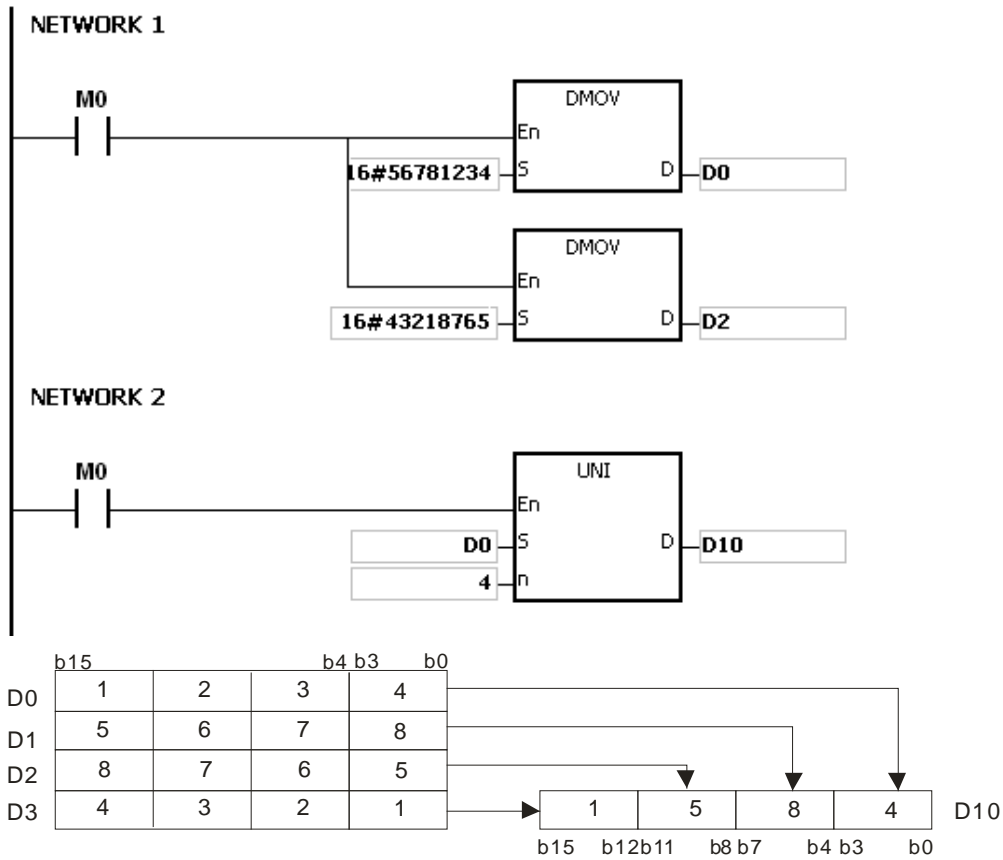 NETWORK 1
M0
DMOV
En
16#56781234 S D D0
DMOV
En
16#43218765 S D D2
NETWORK 2
M0
UNI
En
D0 S D D10
4 n
b15 b4 b3 b0
D0 1 2 3 4
D1 5 6 7 8
D2 8 7 6 5
D3 4 3 2 1 1 5 8 4 D10
b15 b12 b11 b8 b7 b4 b3 b0